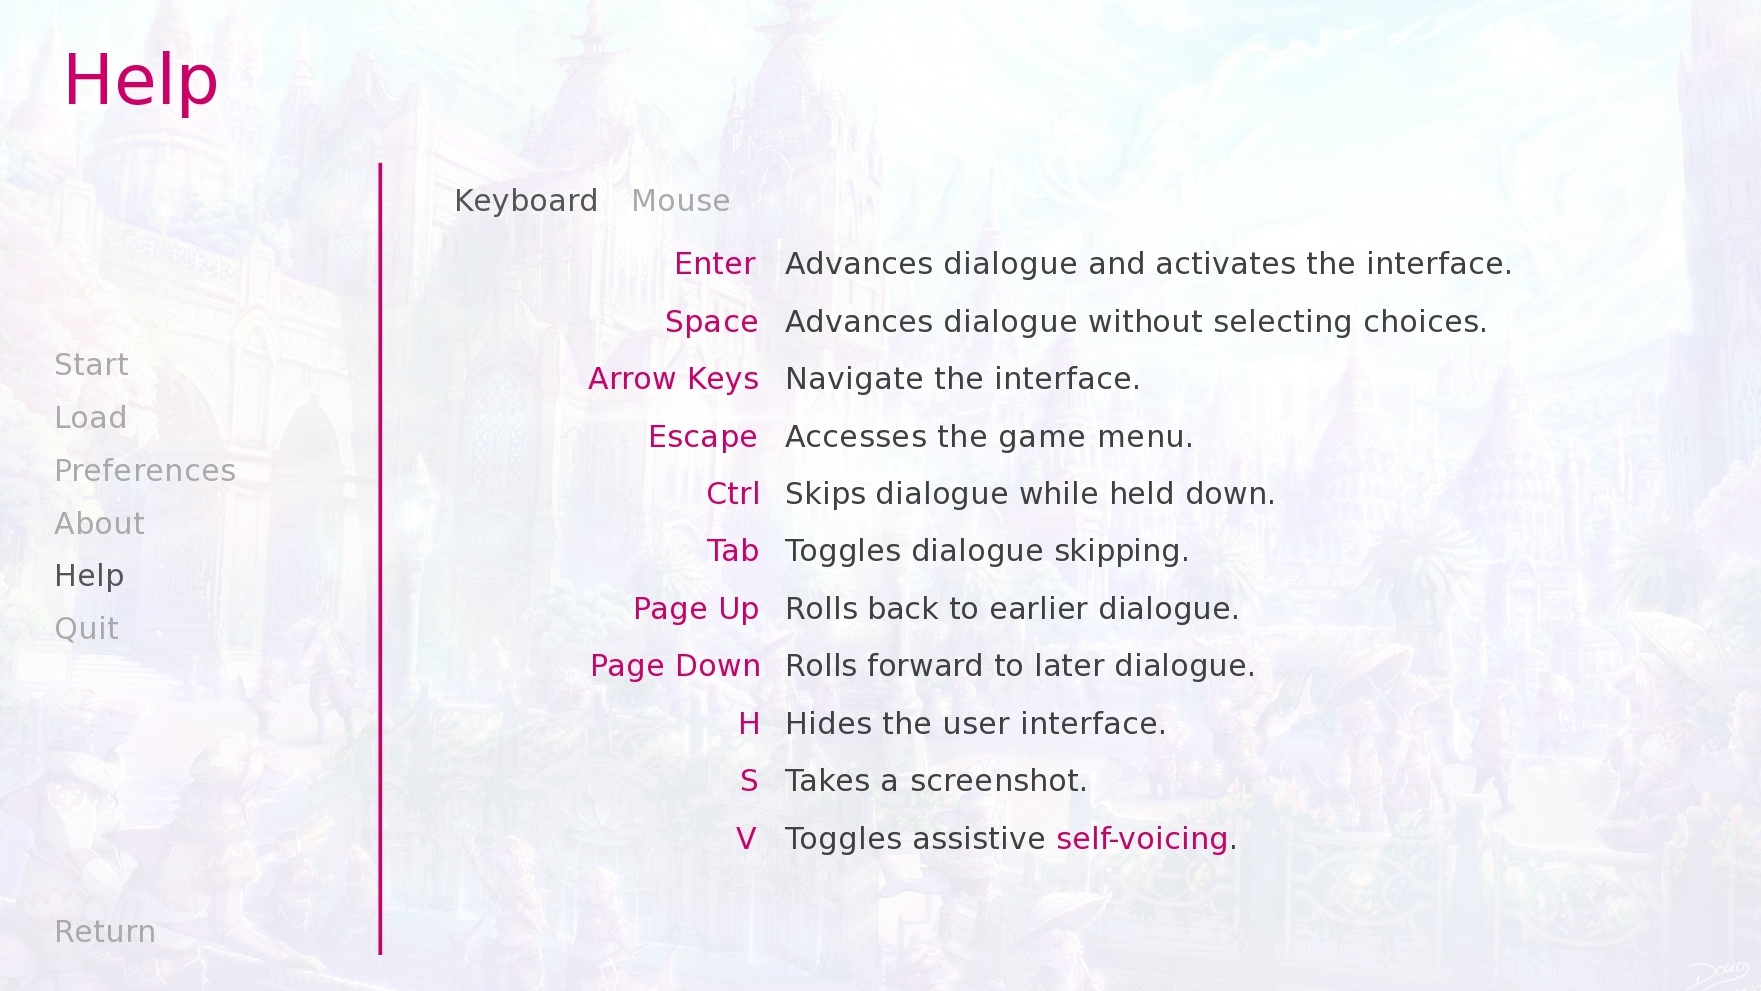 Help
Start
Load
Preferences
About
Help
Quit
Return
Keyboard Mouse
Enter Advances dialogue and activates the interface.
Space Advances dialogue without selecting choices.
Arrow Keys Navigate the interface.
Escape Accesses the game menu.
Ctrl Skips dialogue while held down.
Tab Toggles dialogue skipping.
Page Up Rolls back to earlier dialogue.
Page Down Rolls forward to later dialogue.
H Hides the user interface.
S Takes a screenshot.
V Toggles assistive self-voicing.